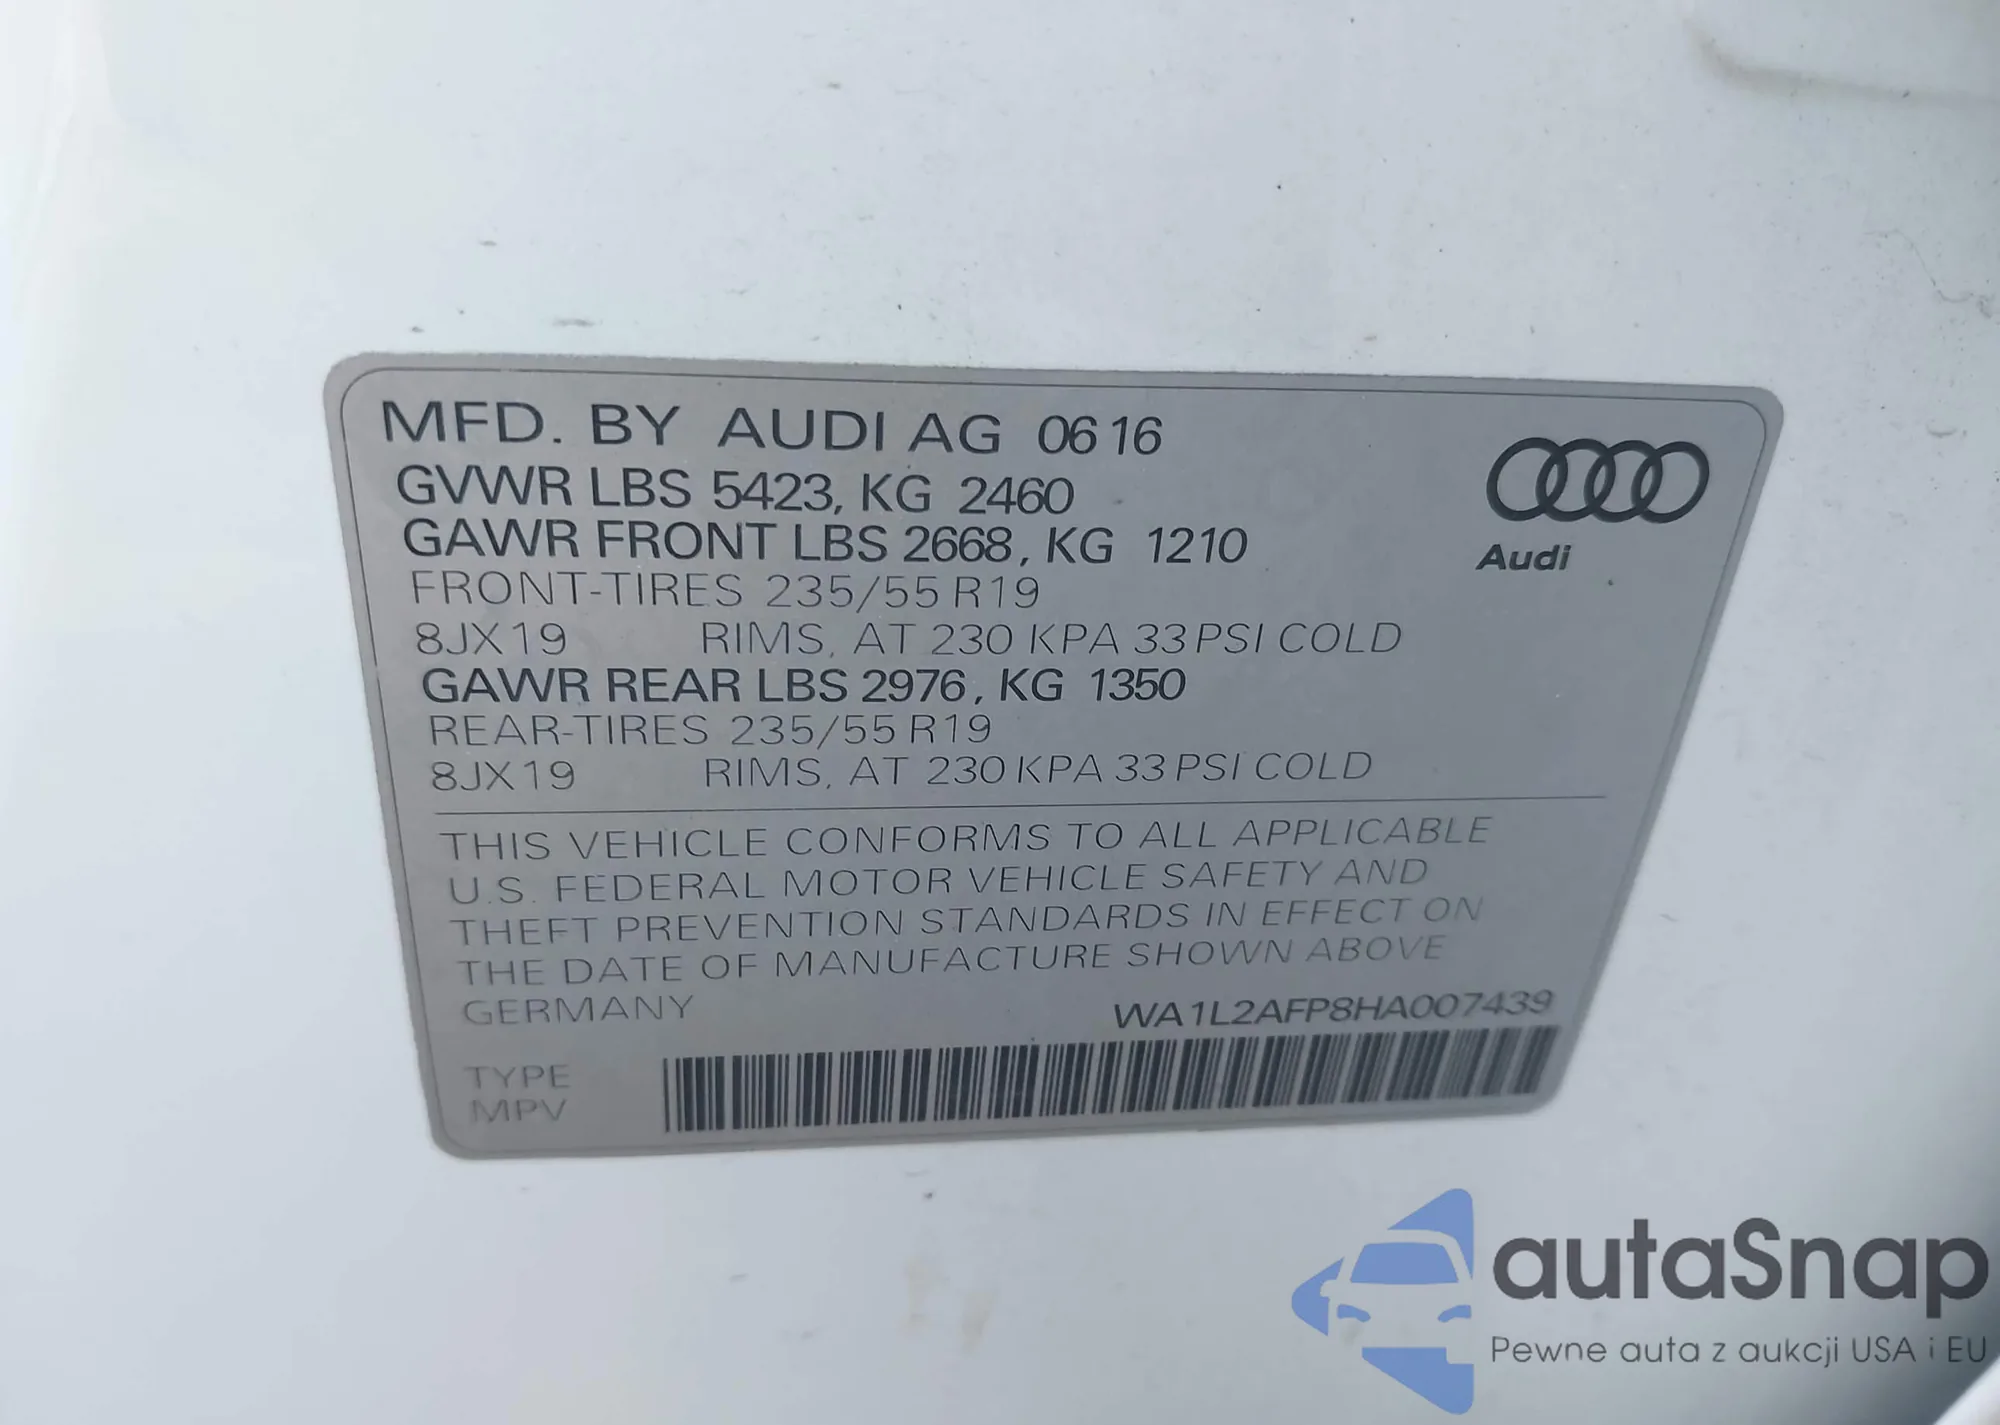 MFD. BY AUDI AG 06 16
GVWR LBS 5423, KG 2460
GAWR FRONT LBS 2668, KG 1210
FRONT-TIRES 235/55 R19
8JX19 RIMS, AT 230 KPA 33 PSI COLD
GAWR REAR LBS 2976, KG 1350
REAR-TIRES 235/55 R19
8JX19 RIMS, AT 230 KPA 33 PSI COLD
Audi
THIS VEHICLE CONFORMS TO ALL APPLICABLE
U.S. FEDERAL MOTOR VEHICLE SAFETY AND
THEFT PREVENTION STANDARDS IN EFFECT ON
THE DATE OF MANUFACTURE SHOWN ABOVE
GERMANY WA1L2AFP8HA007439
TYPE
MPV
autaSnap
Pewne auta z aukcji USA i EU